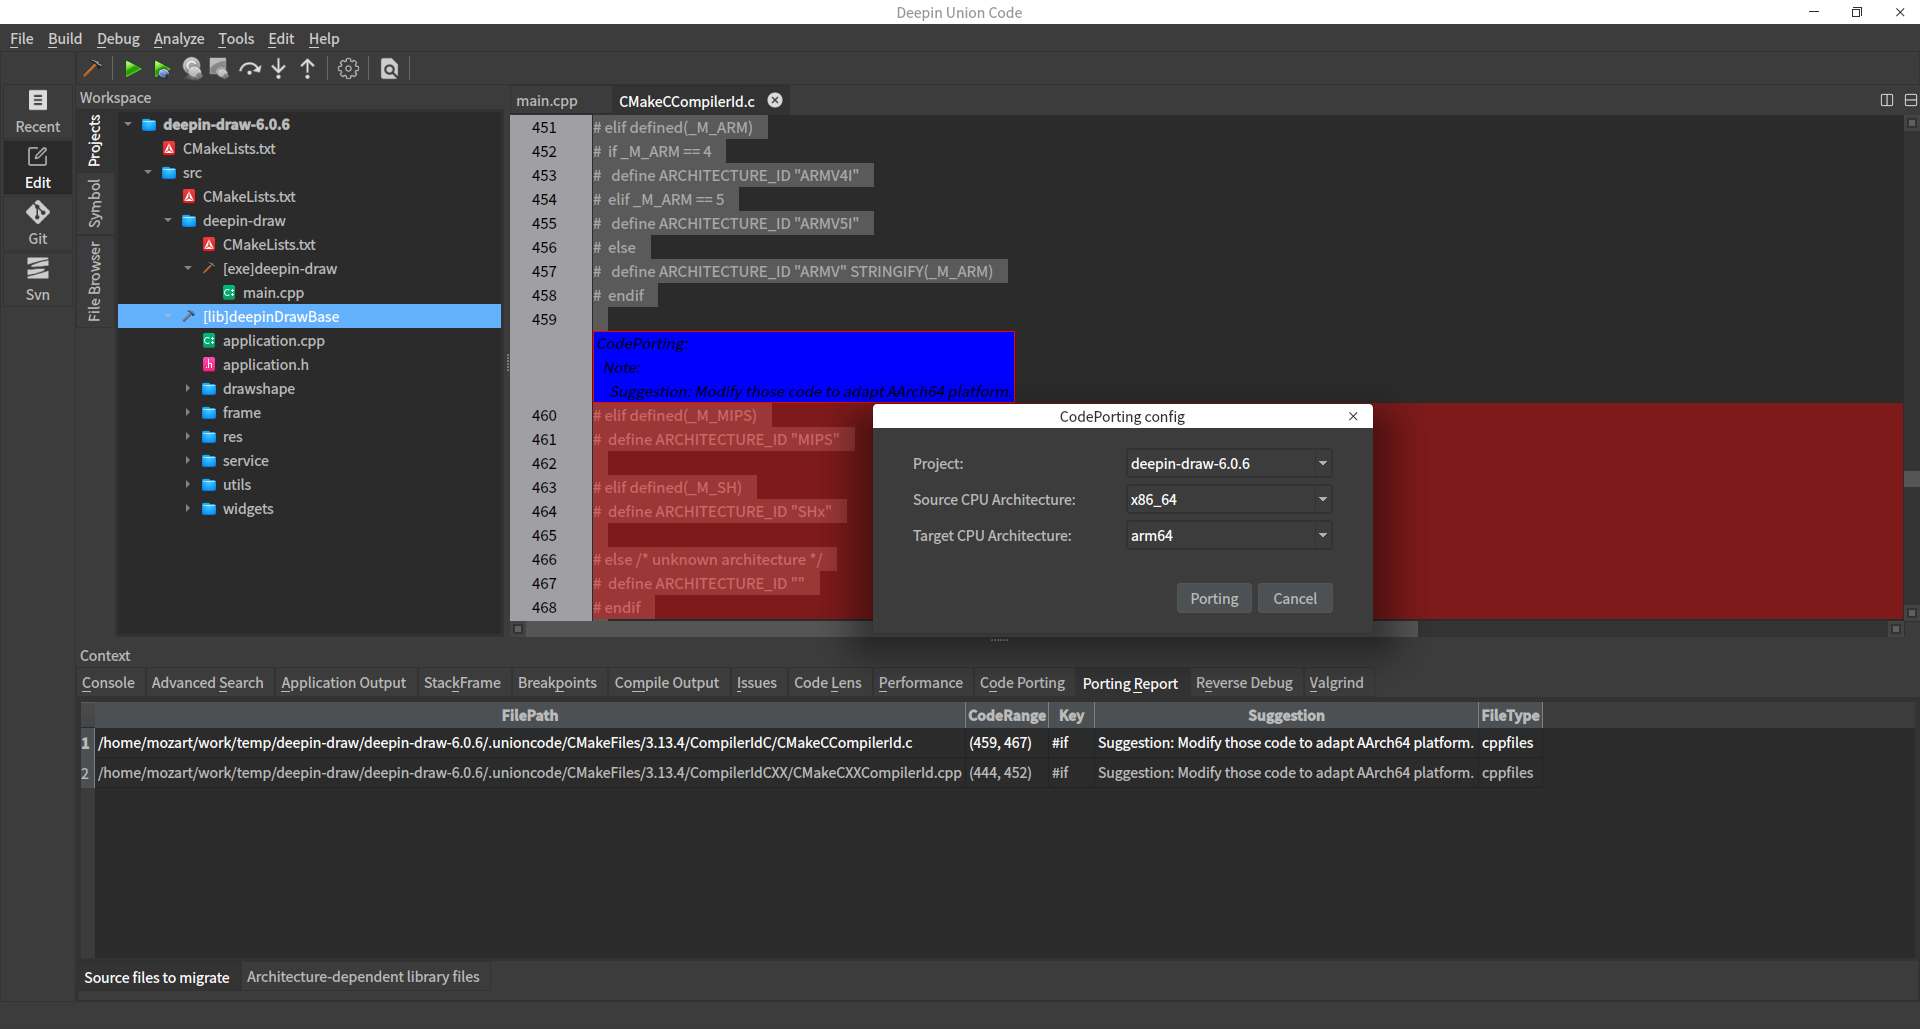 Deepin Union Code
File Build Debug Analyze Tools Edit Help
Workspace
Recent
Edit
Git
Svn
Projects
Symbol
File Browser
deepin-draw-6.0.6
CMakeLists.txt
src
CMakeLists.txt
deepin-draw
CMakeLists.txt
[exe]deepin-draw
main.cpp
[lib]deepinDrawBase
application.cpp
application.h
drawshape
frame
res
service
utils
widgets
main.cpp CMakeCCompilerId.c
451 # elif defined(_M_ARM)
452 # if _M_ARM == 4
453 # define ARCHITECTURE_ID "ARMV4I"
454 # elif _M_ARM == 5
455 # define ARCHITECTURE_ID "ARMV5I"
456 # else
457 # define ARCHITECTURE_ID "ARMV" STRINGIFY(_M_ARM)
458 # endif
459
CodePorting:
Note:
Suggestion: Modify those code to adapt AArch64 platform
460 # elif defined(_M_MIPS)
461 # define ARCHITECTURE_ID "MIPS"
462
463 # elif defined(_M_SH)
464 # define ARCHITECTURE_ID "SHx"
465
466 # else /* unknown architecture */
467 # define ARCHITECTURE_ID ""
468 # endif
CodePorting config
Project: deepin-draw-6.0.6
Source CPU Architecture: x86_64
Target CPU Architecture: arm64
Porting Cancel
Context
Console Advanced Search Application Output StackFrame Breakpoints Compile Output Issues Code Lens Performance Code Porting Porting Report Reverse Debug Valgrind
FilePath CodeRange Key Suggestion FileType
1 /home/mozart/work/temp/deepin-draw/deepin-draw-6.0.6/.unioncode/CMakeFiles/3.13.4/CompilerIdC/CMakeCCompilerId.c (459, 467) #if Suggestion: Modify those code to adapt AArch64 platform. cppfiles
2 /home/mozart/work/temp/deepin-draw/deepin-draw-6.0.6/.unioncode/CMakeFiles/3.13.4/CompilerIdCXX/CMakeCXXCompilerId.cpp (444, 452) #if Suggestion: Modify those code to adapt AArch64 platform. cppfiles
Source files to migrate Architecture-dependent library files